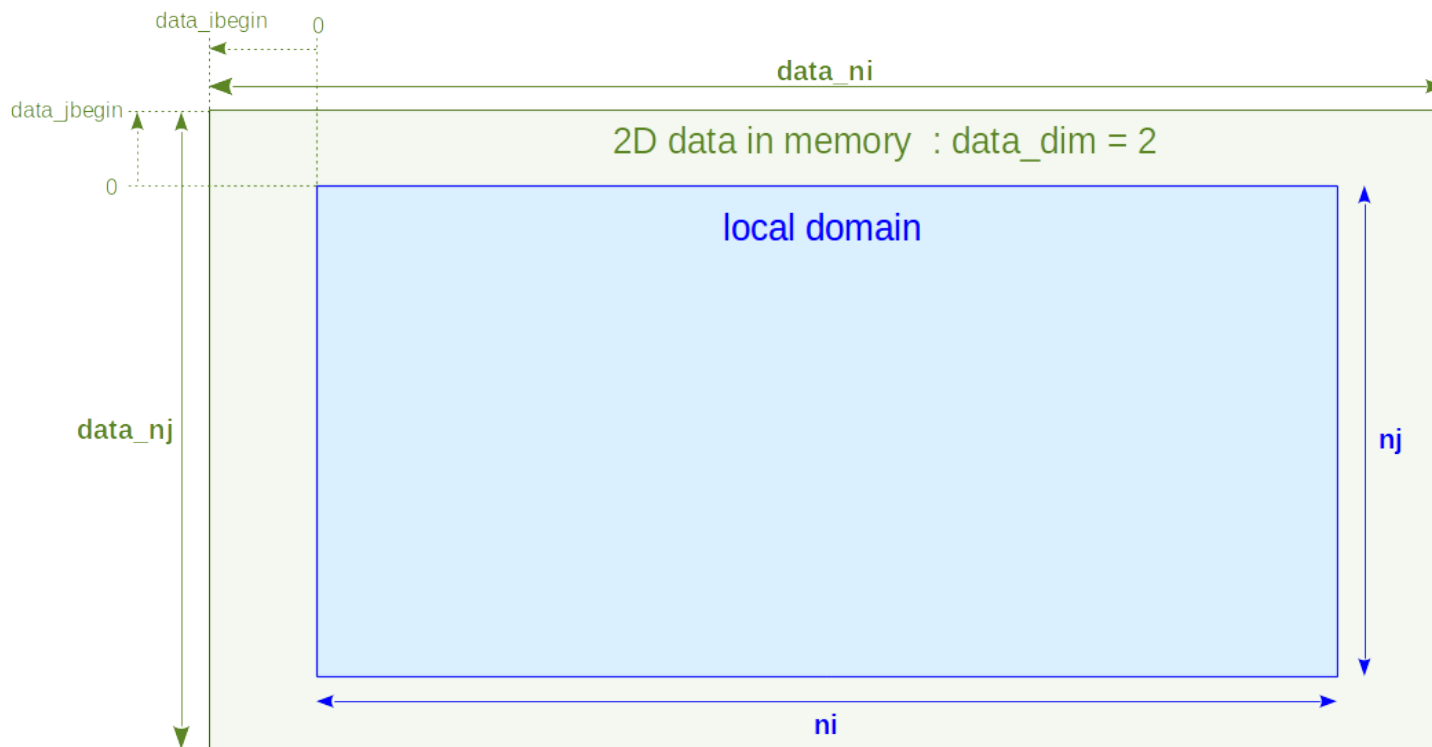 data_ibegin
0
data_ni
data_jbegin
2D data in memory : data_dim = 2
0
local domain
data_nj
nj
ni